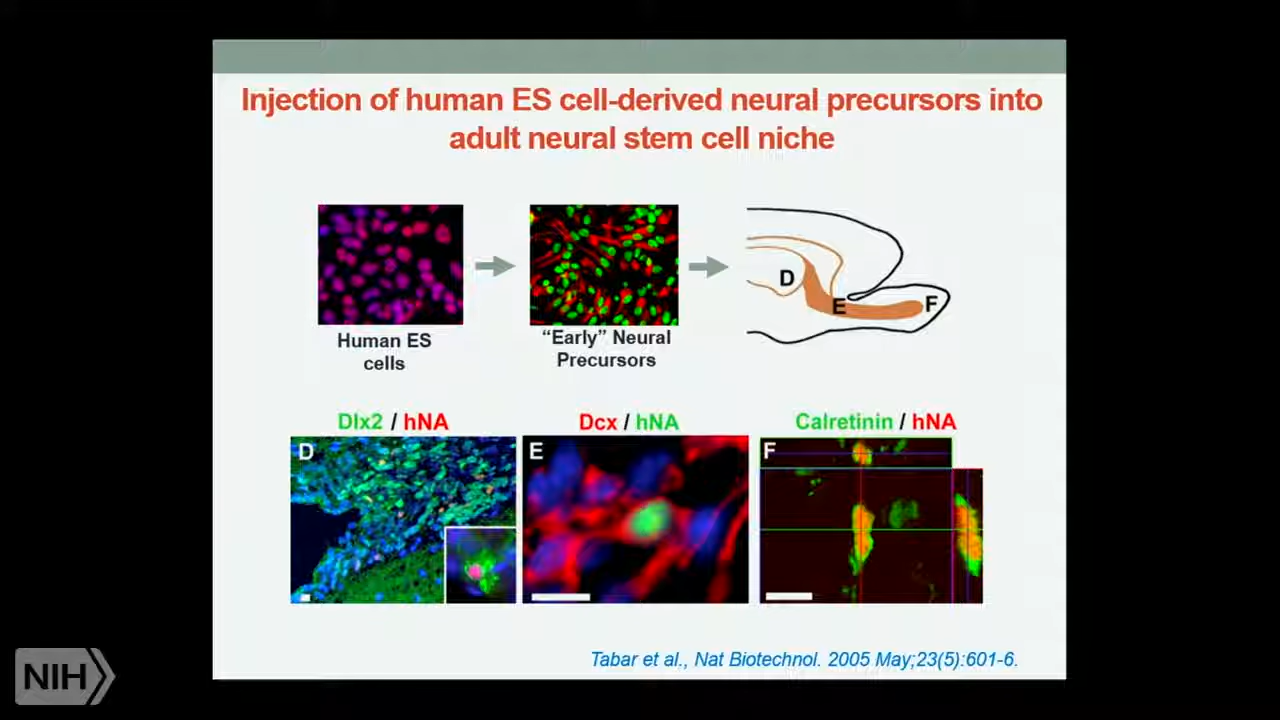 Injection of human ES cell-derived neural precursors into
adult neural stem cell niche
D
E
F
Human ES
cells
"Early" Neural
Precursors
Dlx2 / hNA
Dcx / hNA
Calretinin / hNA
D
E
F
Tabar et al., Nat Biotechnol. 2005 May;23(5):601-6.
NIH